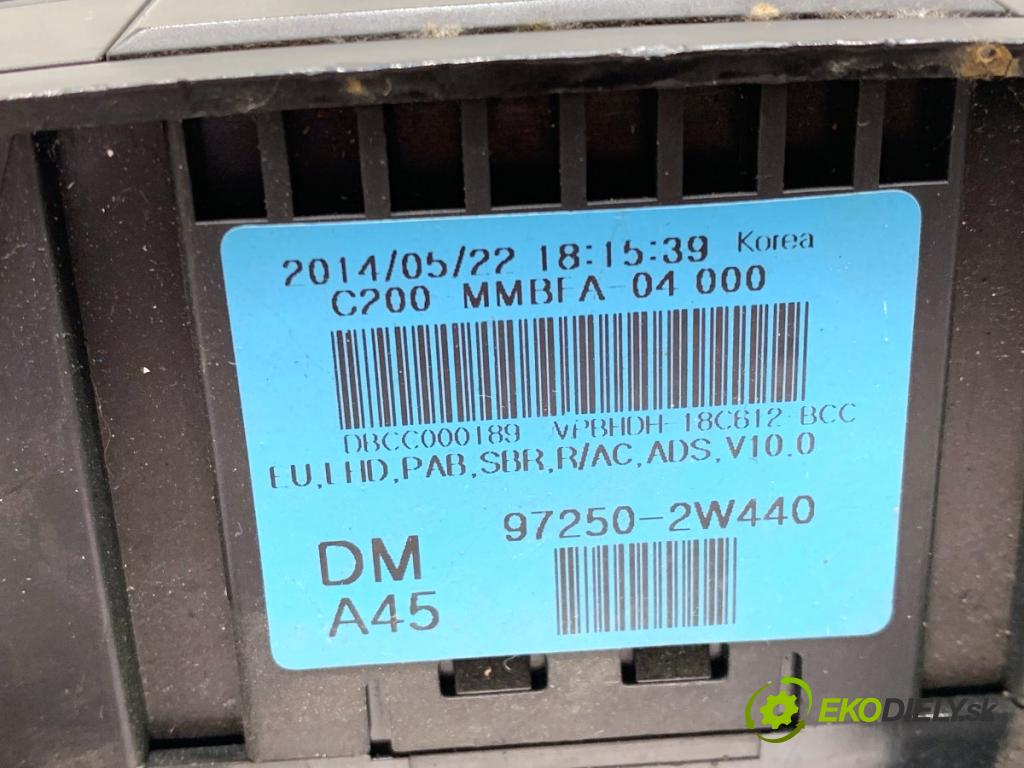 2014/05/22 18:15:39 Korea
C200 MMBFA-04 000
DBCC000189 VPBHDH-18C612-BCC
EU,LHD,PAB,SBR,R/AC,ADS,V10.0
97250-2W440
DM
A45
EKODIELY.sk